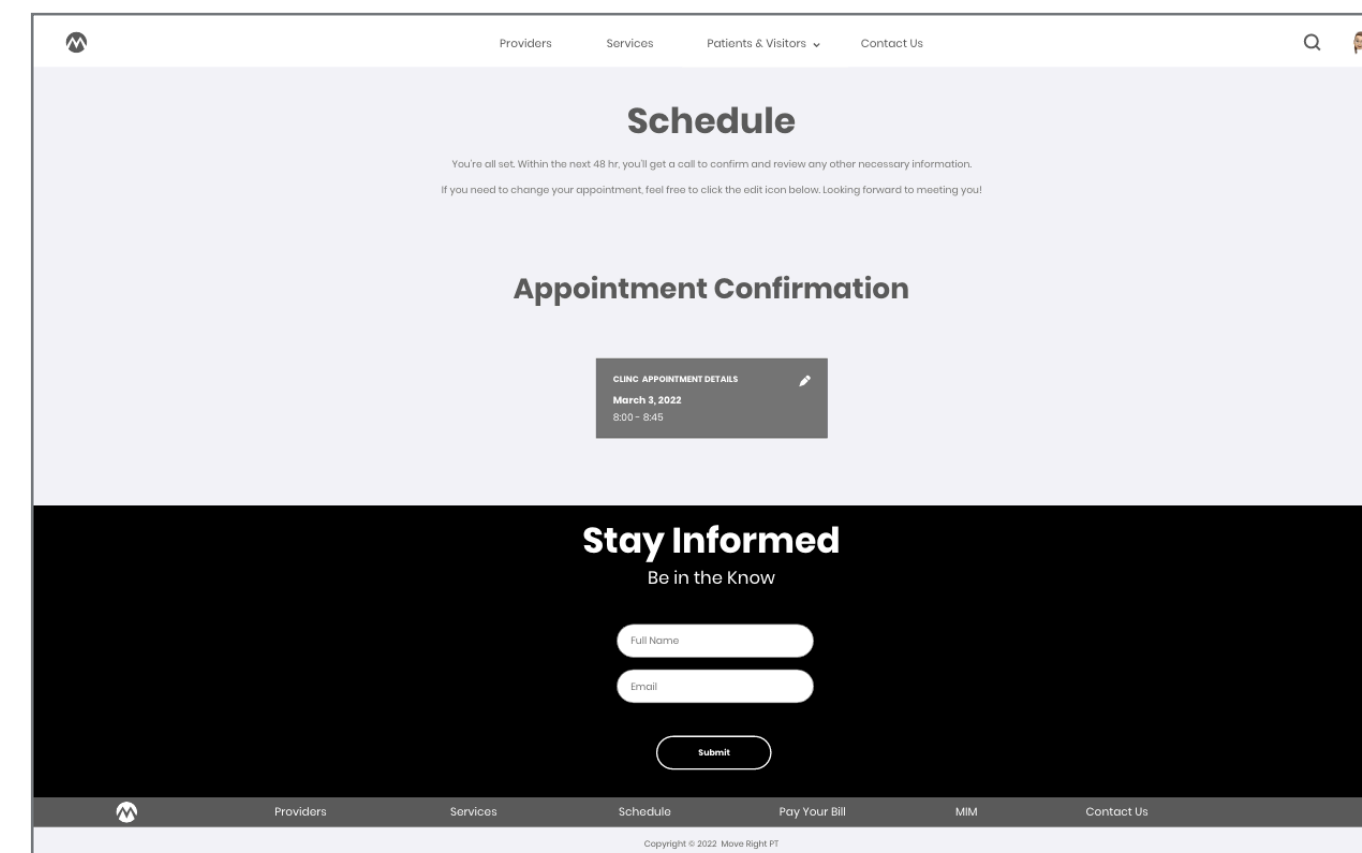 Providers Services Patients & Visitors Contact Us
Schedule
You're all set. Within the next 48 hr, you'll get a call to confirm and review any other necessary information.
If you need to change your appointment, feel free to click the edit icon below. Looking forward to meeting you!
Appointment Confirmation
CLINC APPOINTMENT DETAILS
March 3, 2022
8:00 - 8:45
Stay Informed
Be in the Know
Full Name
Email
Submit
Providers Services Schedule Pay Your Bill MIM Contact Us
Copyright © 2022 Move Right PT